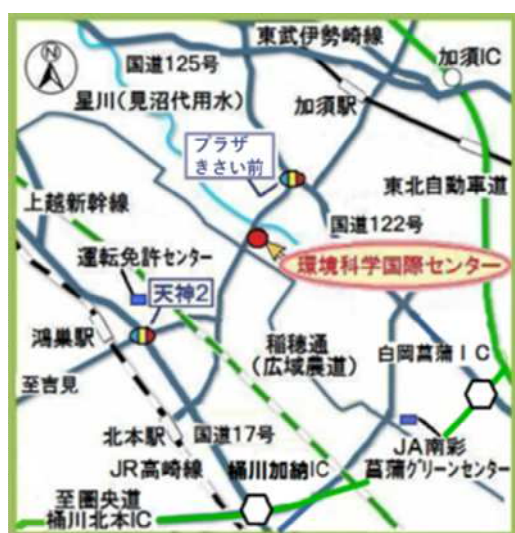 東武伊勢崎線
国道125号
加須IC
星川(見沼代用水)
加須駅
プラザ
きさい前
東北自動車道
上越新幹線
国道122号
運転免許センター
環境科学国際センター
天神2
鴻巣駅
稲穂通
(広域農道)
白岡菖蒲IC
至吉見
北本駅
国道17号
JA南彩
菖蒲グリーンセンター
JR高崎線
桶川加納IC
至圏央道
桶川北本IC
N